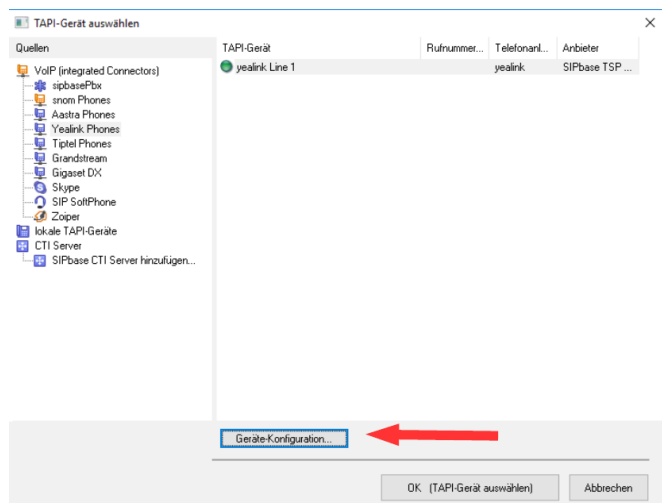 TAPI-Gerät auswählen
Quellen
VoIP (integrated Connectors)
sipbasePbx
snom Phones
Aastra Phones
Yealink Phones
Tiptel Phones
Grandstream
Gigaset DX
Skype
SIP SoftPhone
Zoiper
lokale TAPI-Geräte
CTI Server
SIPbase CTI Server hinzufügen...
TAPI-Gerät Rufnummer... Telefonanl... Anbieter
yealink Line 1 yealink SIPbase TSP ...
Geräte-Konfiguration...
OK (TAPI-Gerät auswählen) Abbrechen